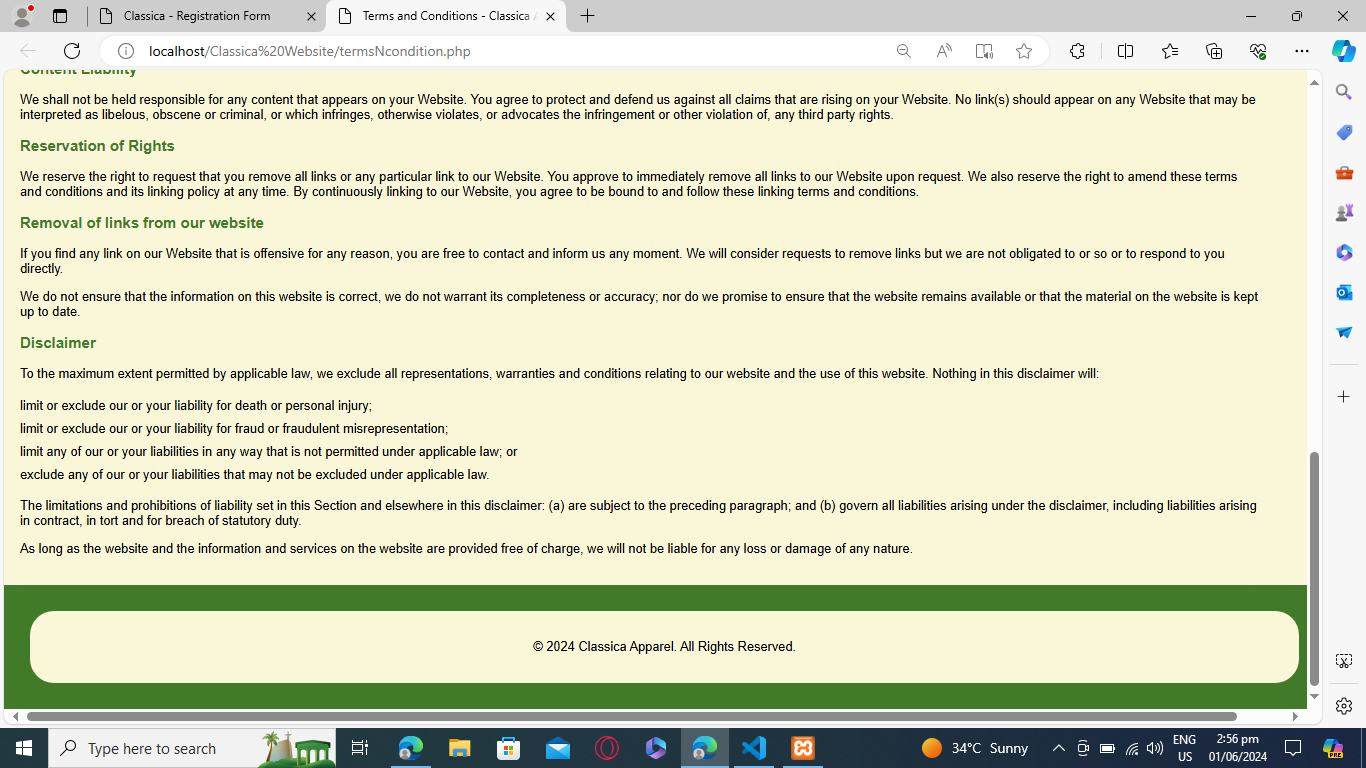 Classica - Registration Form
Terms and Conditions - Classica
localhost/Classica%20Website/termsNcondition.php
Content Liability
We shall not be held responsible for any content that appears on your Website. You agree to protect and defend us against all claims that are rising on your Website. No link(s) should appear on any Website that may be
interpreted as libelous, obscene or criminal, or which infringes, otherwise violates, or advocates the infringement or other violation of, any third party rights.
Reservation of Rights
We reserve the right to request that you remove all links or any particular link to our Website. You approve to immediately remove all links to our Website upon request. We also reserve the right to amend these terms
and conditions and its linking policy at any time. By continuously linking to our Website, you agree to be bound to and follow these linking terms and conditions.
Removal of links from our website
If you find any link on our Website that is offensive for any reason, you are free to contact and inform us any moment. We will consider requests to remove links but we are not obligated to or so or to respond to you
directly.
We do not ensure that the information on this website is correct, we do not warrant its completeness or accuracy; nor do we promise to ensure that the website remains available or that the material on the website is kept
up to date.
Disclaimer
To the maximum extent permitted by applicable law, we exclude all representations, warranties and conditions relating to our website and the use of this website. Nothing in this disclaimer will:
limit or exclude our or your liability for death or personal injury;
limit or exclude our or your liability for fraud or fraudulent misrepresentation;
limit any of our or your liabilities in any way that is not permitted under applicable law; or
exclude any of our or your liabilities that may not be excluded under applicable law.
The limitations and prohibitions of liability set in this Section and elsewhere in this disclaimer: (a) are subject to the preceding paragraph; and (b) govern all liabilities arising under the disclaimer, including liabilities arising
in contract, in tort and for breach of statutory duty.
As long as the website and the information and services on the website are provided free of charge, we will not be liable for any loss or damage of any nature.
© 2024 Classica Apparel. All Rights Reserved.
Type here to search
34°C Sunny
ENG
US
2:56 pm
01/06/2024
PRE